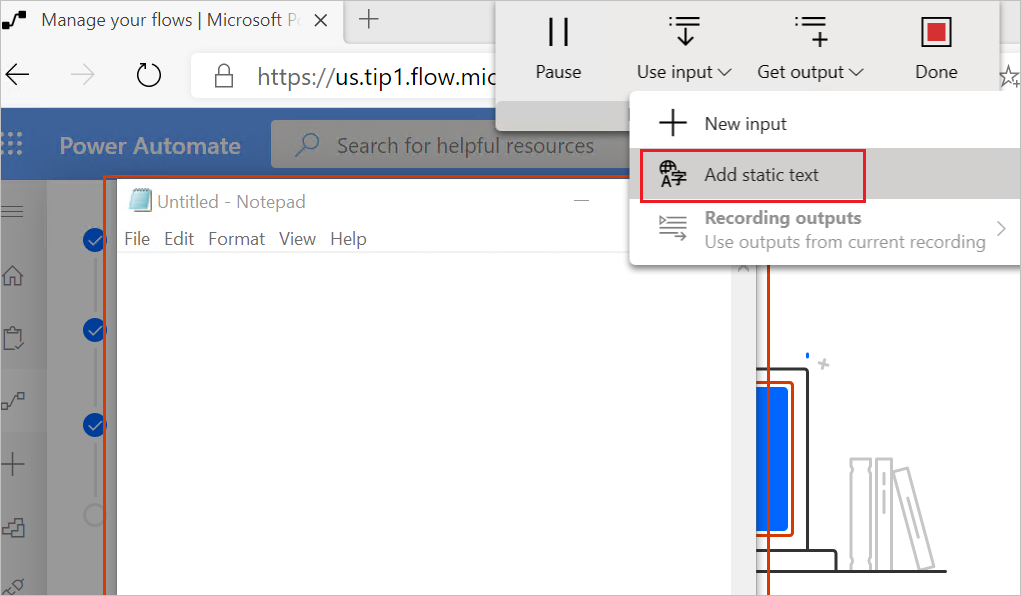 Manage your flows | Microsoft P
Pause
Use input
Get output
Done
https://us.tip1.flow.mic
New input
Power Automate
Search for helpful resources
Add static text
Untitled - Notepad
Recording outputs
Use outputs from current recording
File Edit Format View Help